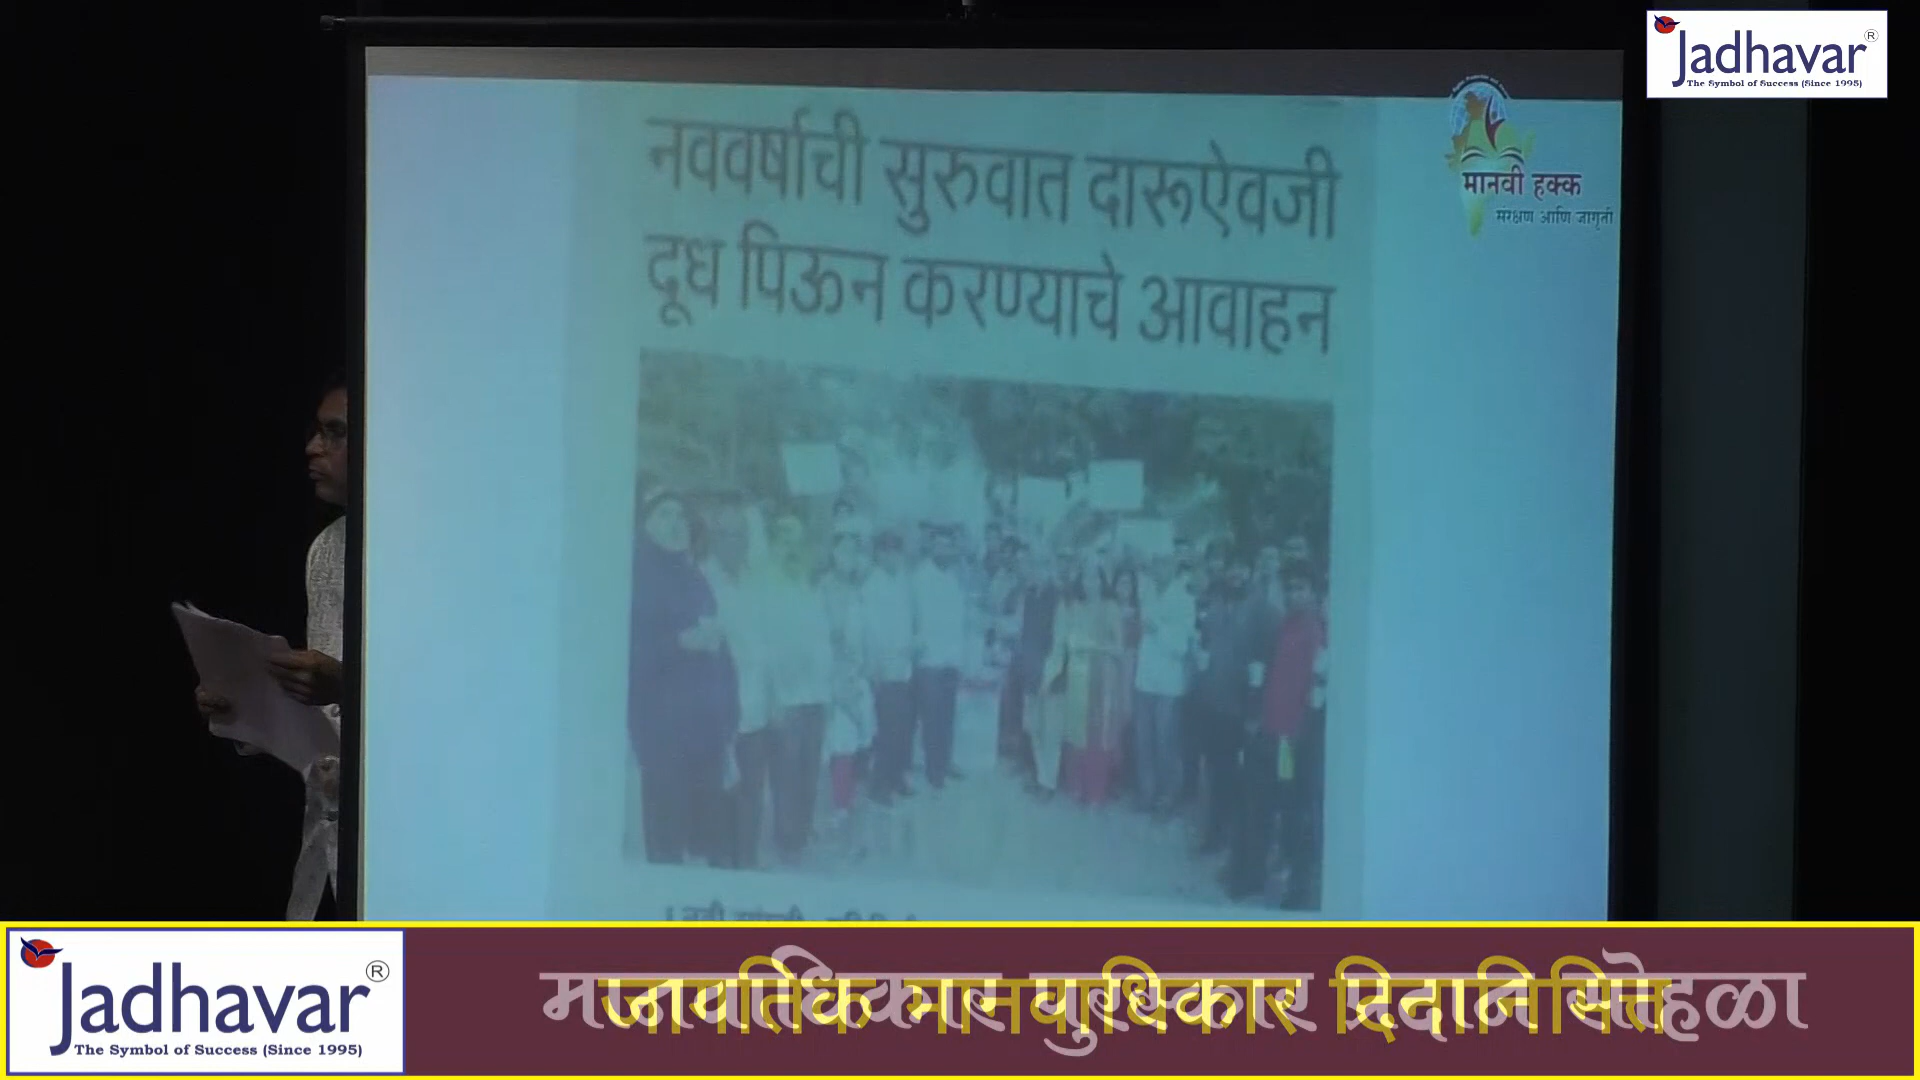 Jadhavar®
The Symbol of Success (Since 1995)
मानवी हक्क
संरक्षण आणि जागृती
नववर्षाची सुरुवात दारूऐवजी
दूध पिऊन करण्याचे आवाहन
Jadhavar®
The Symbol of Success (Since 1995)